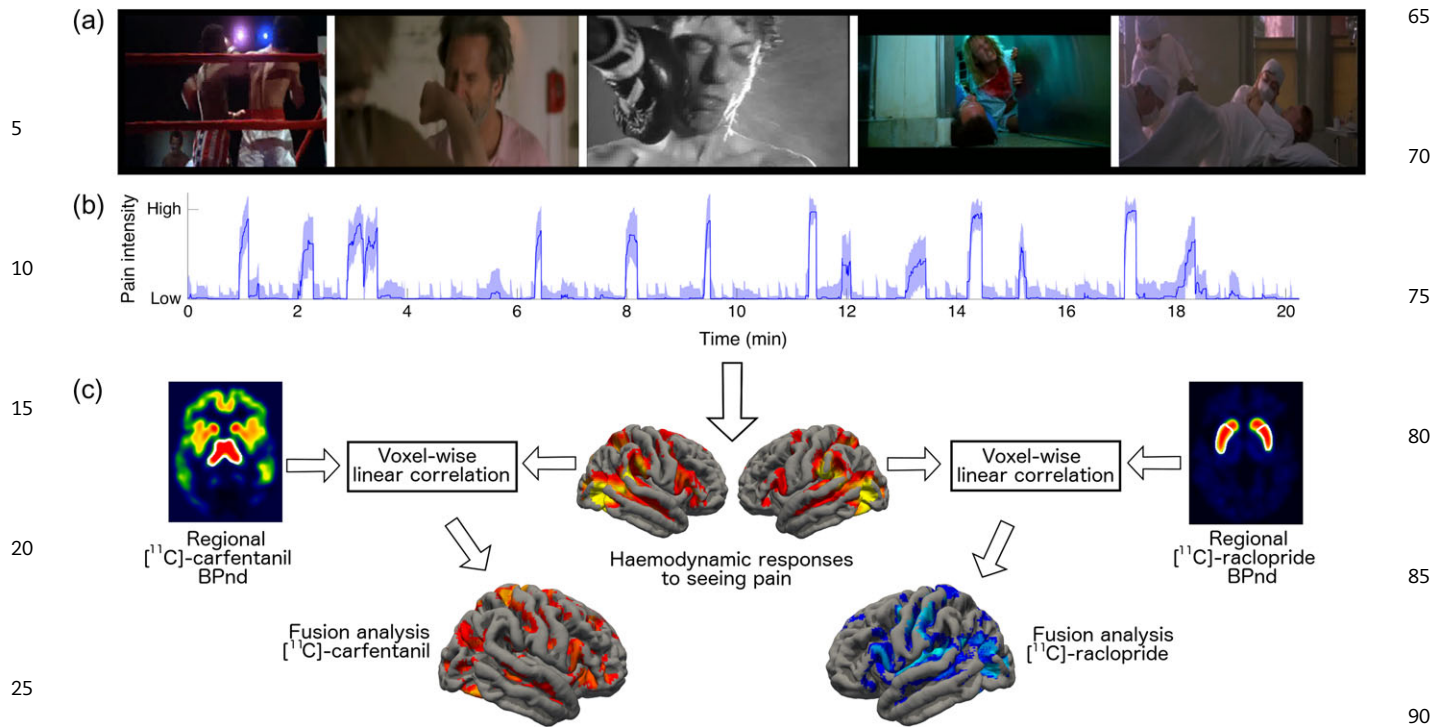 (a)
(b)
High
Low
Pain intensity
0 2 4 6 8 10 12 14 16 18 20
Time (min)
(c)
Voxel-wise
linear correlation
Voxel-wise
linear correlation
Regional
[¹¹C]-carfentanil
BPnd
Haemodynamic responses
to seeing pain
Regional
[¹¹C]-raclopride
BPnd
Fusion analysis
[¹¹C]-carfentanil
Fusion analysis
[¹¹C]-raclopride
5
10
15
20
25
65
70
75
80
85
90